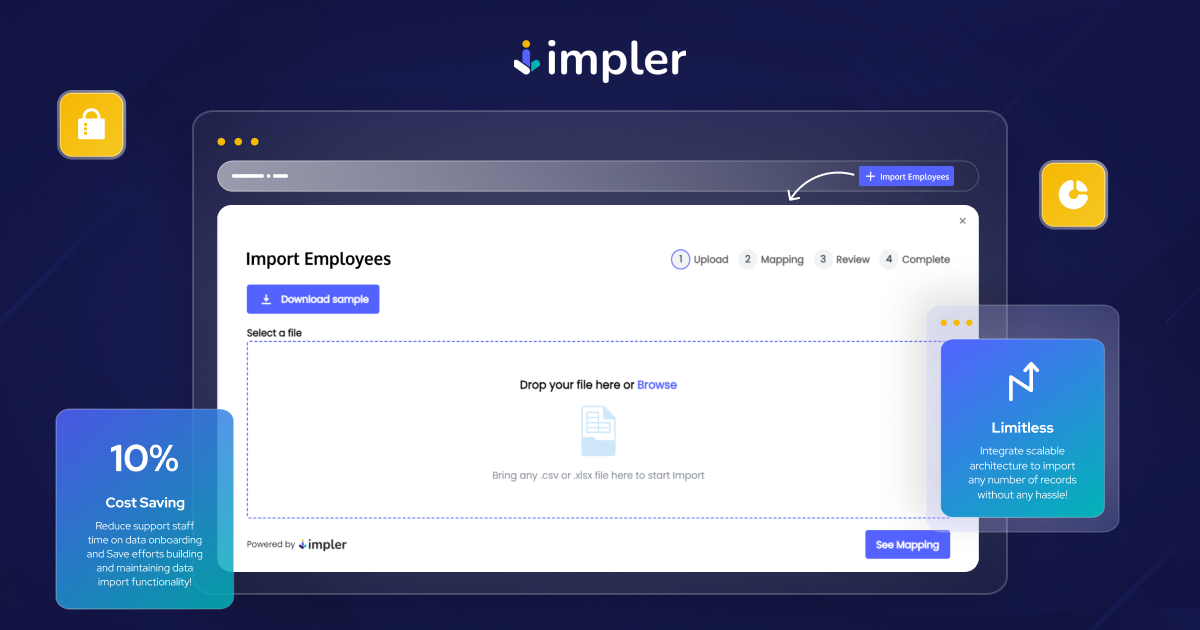 impler
+ Import Employees
×
Import Employees
1 Upload 2 Mapping 3 Review 4 Complete
Download sample
Select a file
Drop your file here or Browse
Bring any .csv or .xlsx file here to start Import
Powered by impler
See Mapping
10%
Cost Saving
Reduce support staff
time on data onboarding
and Save efforts building
and maintaining data
import functionality!
Limitless
Integrate scalable
architecture to import
any number of records
without any hassle!